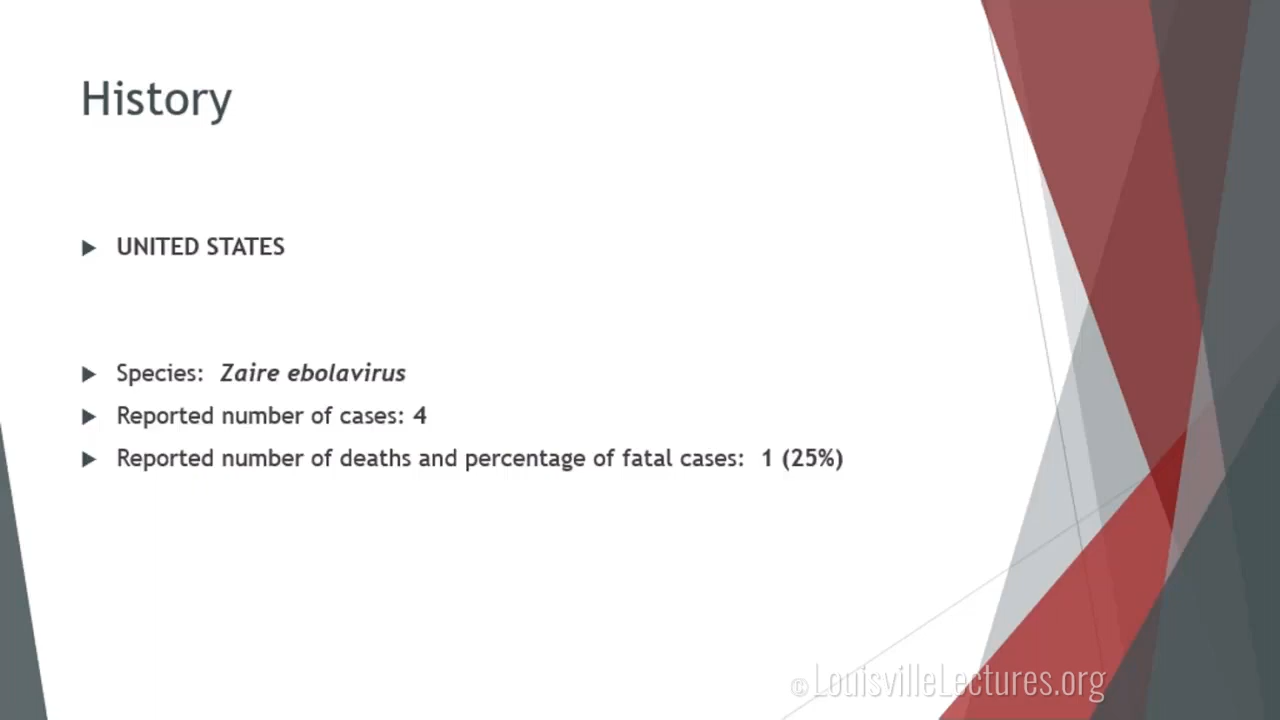 History
UNITED STATES
Species: Zaire ebolavirus
Reported number of cases: 4
Reported number of deaths and percentage of fatal cases: 1 (25%)
©LouisvilleLectures.org